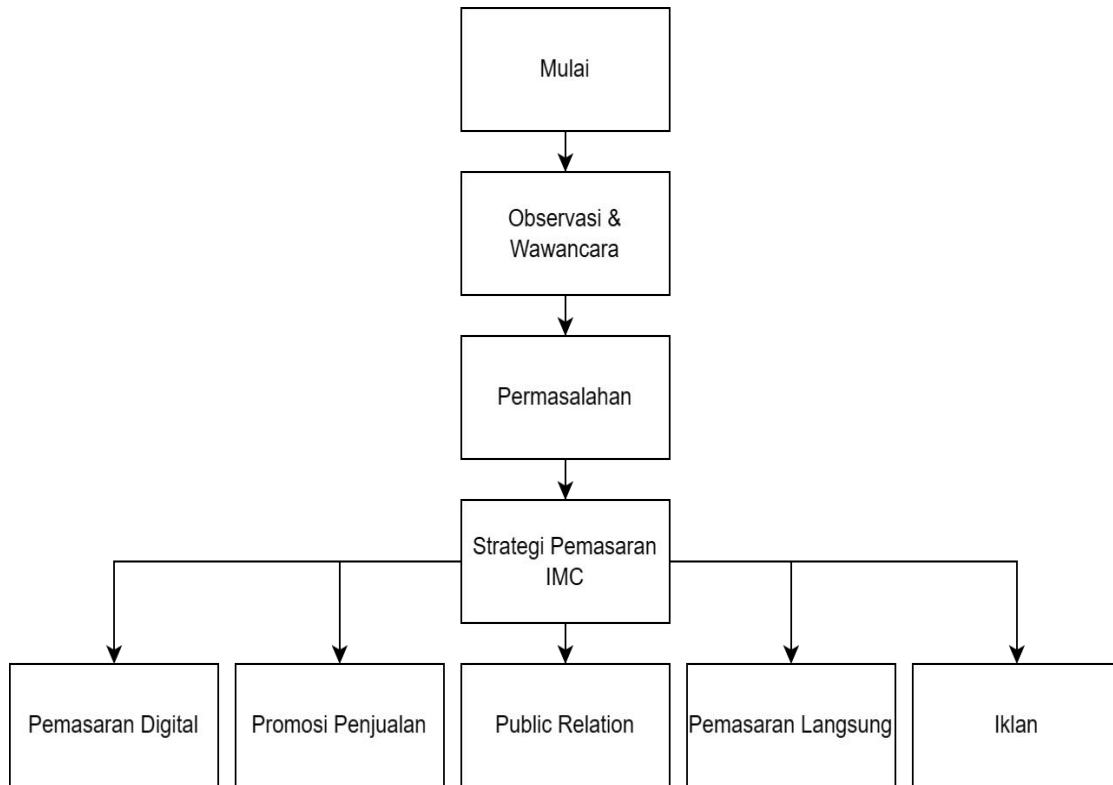 Mulai
Observasi &
Wawancara
Permasalahan
Strategi Pemasaran
IMC
Pemasaran Digital
Promosi Penjualan
Public Relation
Pemasaran Langsung
Iklan